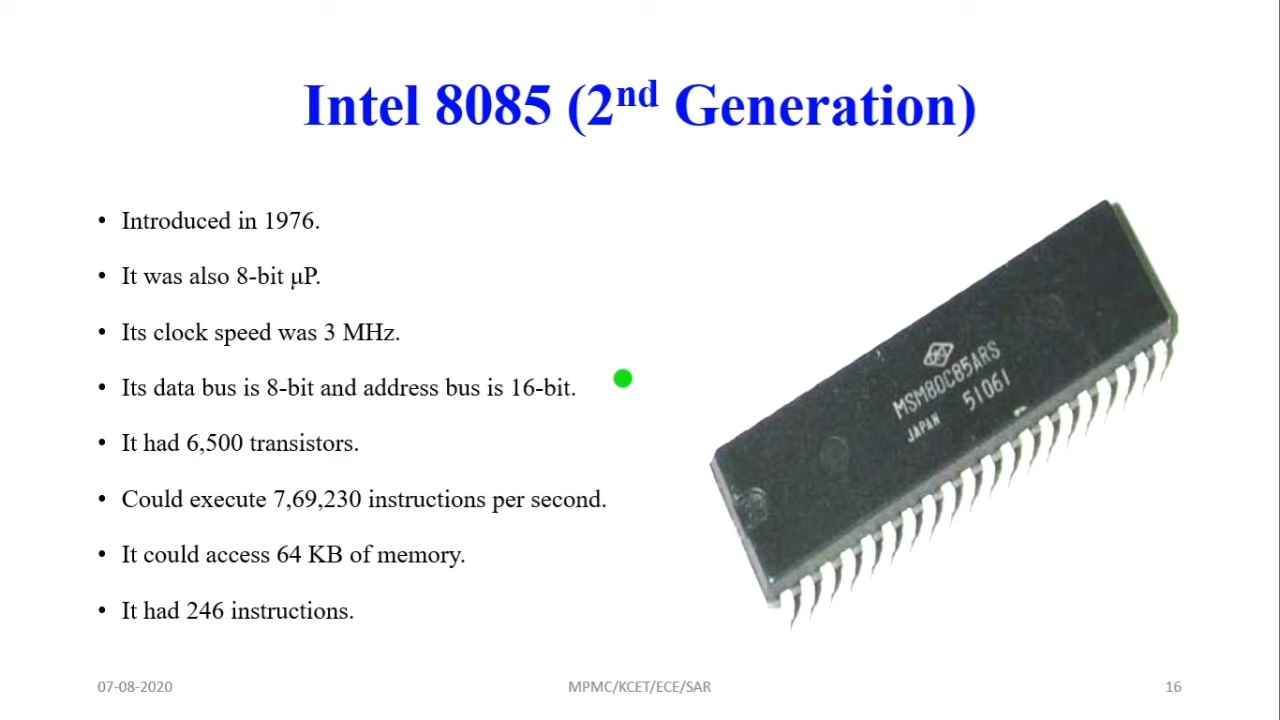 Intel 8085 (2nd Generation)
• Introduced in 1976.
• It was also 8-bit μP.
• Its clock speed was 3 MHz.
• Its data bus is 8-bit and address bus is 16-bit.
• It had 6,500 transistors.
• Could execute 7,69,230 instructions per second.
• It could access 64 KB of memory.
• It had 246 instructions.
MSM80C85ARS
JAPAN 51061
07-08-2020
MPMC/KCET/ECE/SAR
16